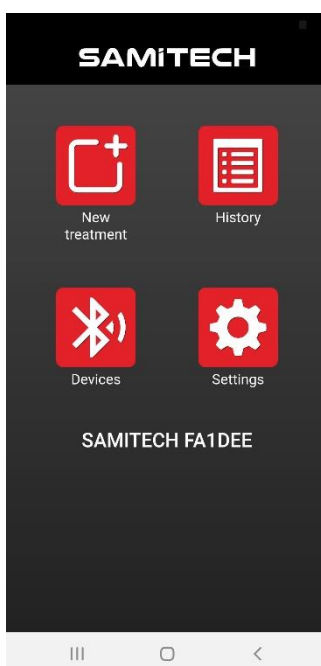 SAMiTECH
New
treatment
History
Devices
Settings
SAMITECH FA1DEE